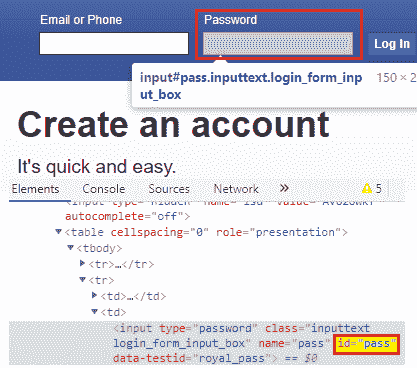 Email or Phone
Password
Log In
input#pass.inputtext.login_form_inp
ut_box
150 × 2
Create an account
It's quick and easy.
Elements Console Sources Network » 5
autocomplete="off">
▼<table cellspacing="0" role="presentation">
▼<tbody>
▶<tr>…</tr>
▼<tr>
▶<td>…</td>
▼<td>
<input type="password" class="inputtext
login_form_input_box" name="pass" id="pass"
data-testid="royal_pass"> == $0